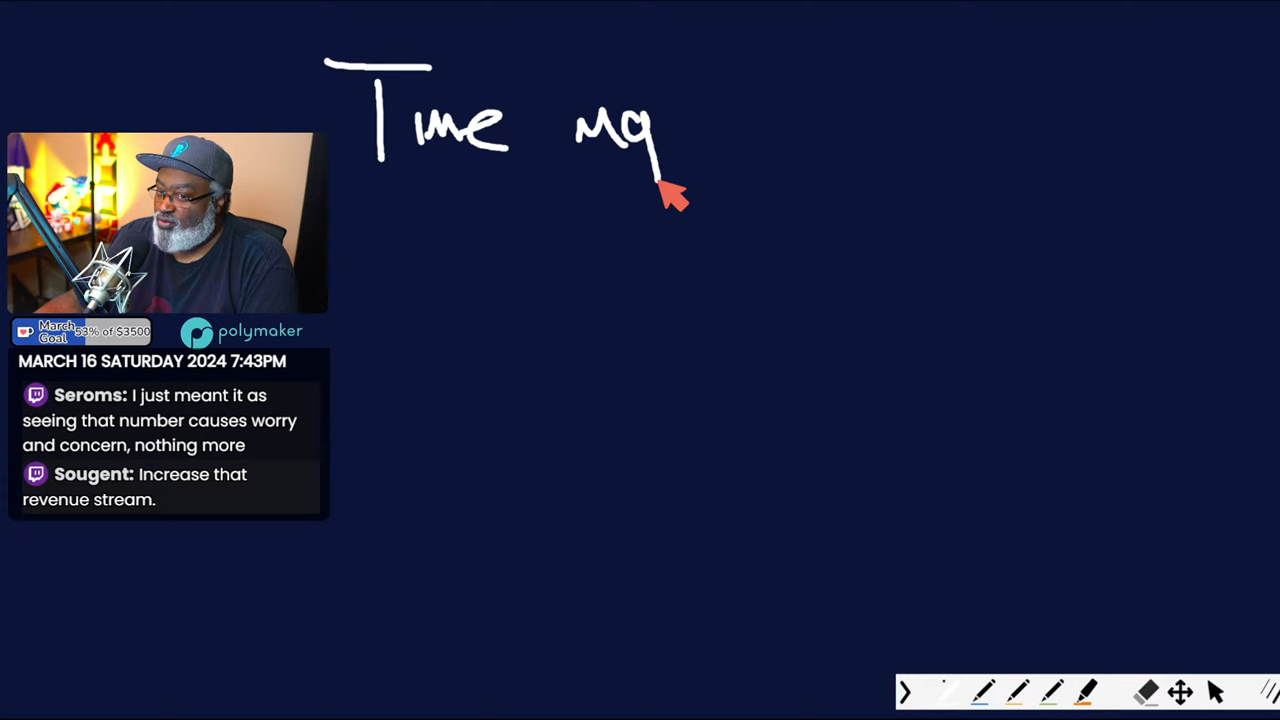 Time ma
March
Goal
53% of $3500
polymaker
MARCH 16 SATURDAY 2024 7:43PM
Seroms: I just meant it as
seeing that number causes worry
and concern, nothing more
Sougent: Increase that
revenue stream.